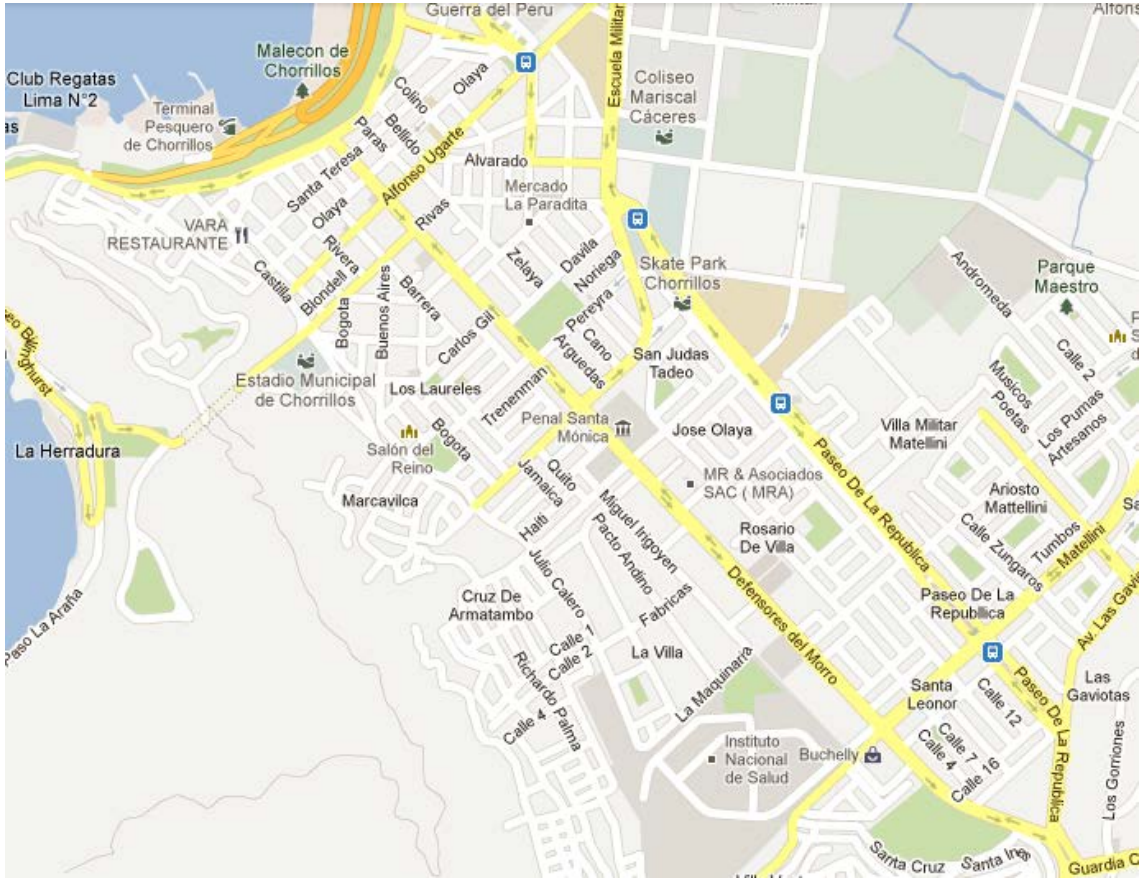 Guerra del Peru
Alfons
Malecon de
Chorrillos
Club Regatas
Lima N°2
as
Terminal
Pesquero
de Chorrillos
Colino
Olaya
Bellido
Paras
Escuela Militar
Coliseo
Mariscal
Cáceres
Santa Teresa
Alfonso Ugarte
Alvarado
Mercado
La Paradita
Olaya
Rivas
VARA
RESTAURANTE
Rivera
Castilla
Blondell
Zelaya
Davila
Noriega
Skate Park
Chorrillos
Andromeda
Parque
Maestro
Bogota
Buenos Aires
Barrera
Carlos Gil
Pereyra
Cano
Arguedas
San Judas
Tadeo
Calle 2
Musicos
Poetas
Los Pumas
Artesanos
Estadio Municipal
de Chorrillos
Los Laureles
Trenenman
Penal Santa
Mónica
Jose Olaya
Villa Militar
Matellini
La Herradura
Salón del
Reino
Bogota
Quito
Jamaica
MR & Asociados
SAC ( MRA)
Paseo De La Republica
Ariosto
Mattellini
Marcavilca
Haiti
Miguel Irigoyen
Pacto Andino
Rosario
De Villa
Calle Zungaros
Tumbos
Matellini
Sa
Julio Calero
Defensores del Morro
Paseo De La
Republlica
Cruz De
Armatambo
Fabricas
Av. Las Gavi
Paso La Araña
Calle 1
Calle 2
La Villa
Richardo Palma
Calle 4
La Maquinaria
Santa
Leonor
Calle 12
Paseo De La Republica
Las
Gaviotas
Instituto
Nacional
de Salud
Buchelly
Calle 7
Calle 4
Calle 16
Los Gorriones
Santa Cruz
Santa Ines
Guardia C